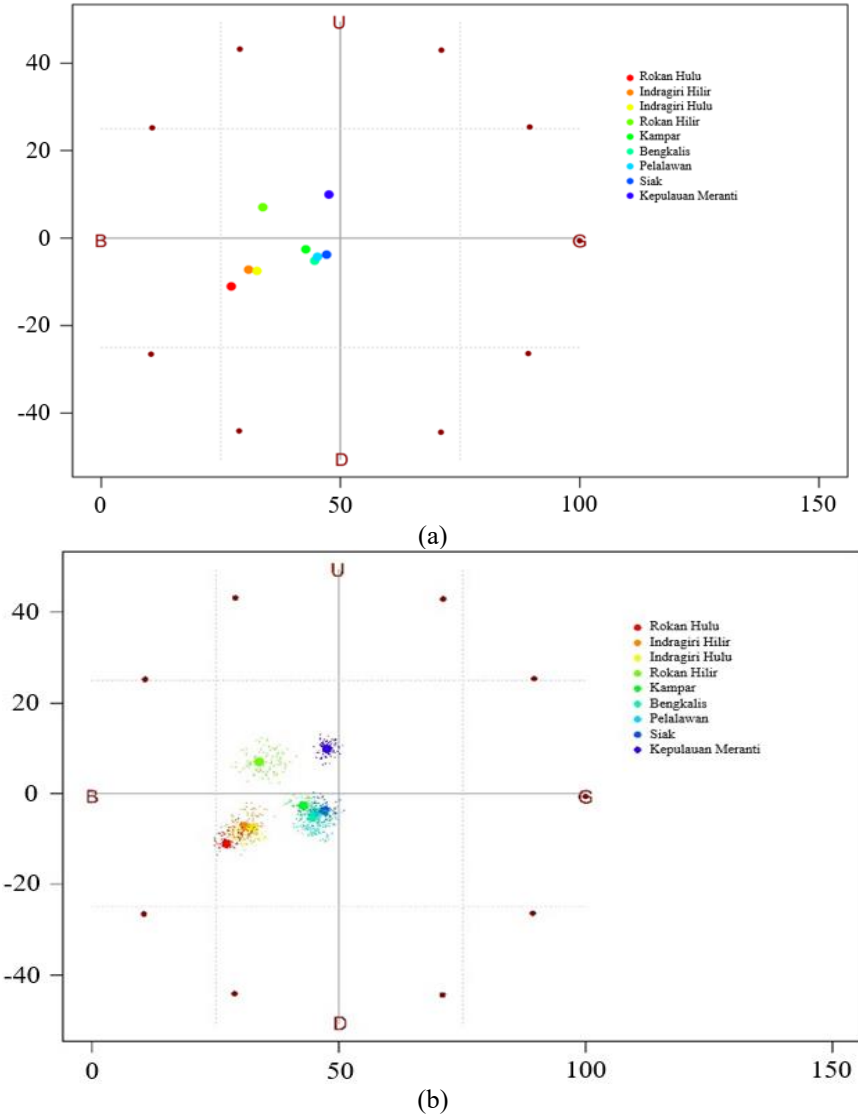 U
40
Rokan Hulu
Indragiri Hilir
Indragiri Hulu
Rokan Hilir
Kampar
Bengkalis
Pelalawan
Siak
Kepulauan Meranti
20
0
B
G
-20
-40
D
0
50
100
150
(a)
U
40
Rokan Hulu
Indragiri Hilir
Indragiri Hulu
Rokan Hilir
Kampar
Bengkalis
Pelalawan
Siak
Kepulauan Meranti
20
0
B
G
-20
-40
D
0
50
100
150
(b)